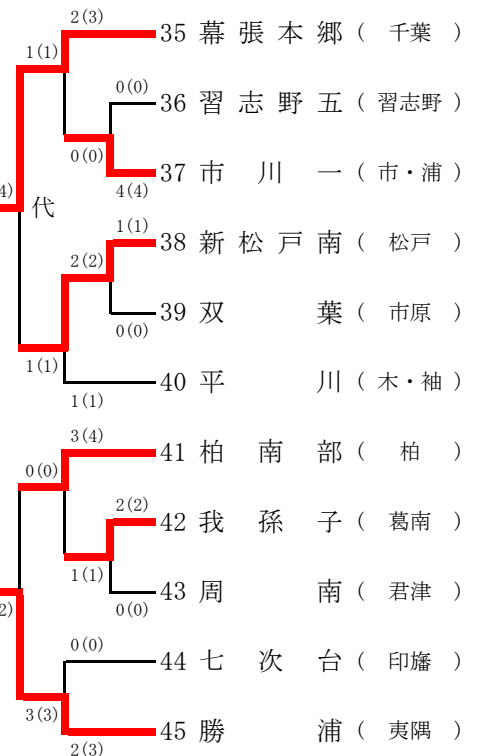 2(3)
35 幕張本郷 ( 千葉 )
1(1)
0(0)
36 習志野五 ( 習志野 )
0(0)
37 市川一 ( 市・浦 )
4(4)
4)
代
1(1)
38 新松戸南 ( 松戸 )
2(2)
39 双葉 ( 市原 )
0(0)
1(1)
40 平川 ( 木・袖 )
1(1)
3(4)
41 柏南部 ( 柏 )
0(0)
2(2)
42 我孫子 ( 葛南 )
1(1)
43 周南 ( 君津 )
0(0)
2)
0(0)
44 七次台 ( 印旛 )
3(3)
45 勝浦 ( 夷隅 )
2(3)